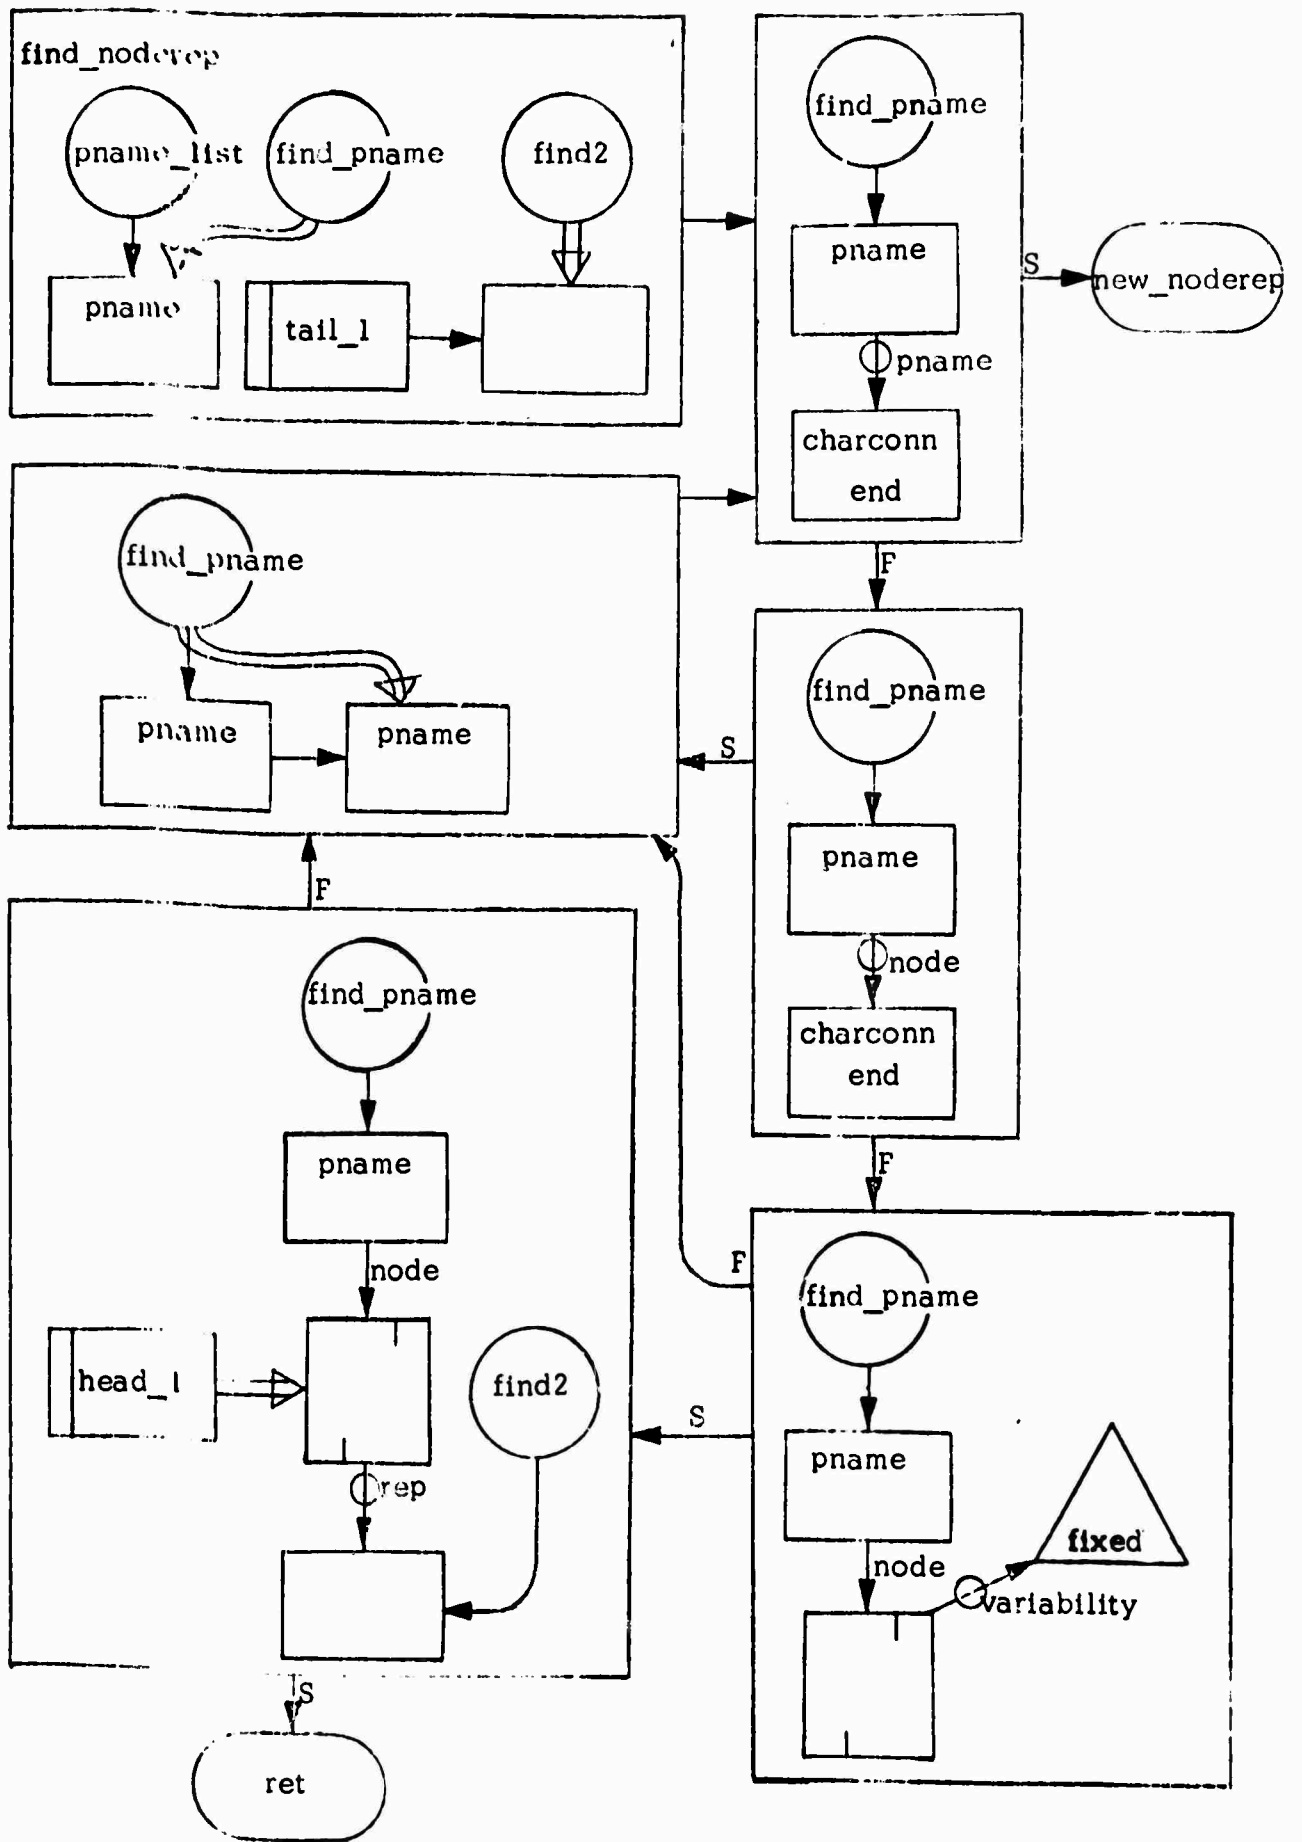 find_noderep
pname_list
find_pname
find2
pname
tail_1
find_pname
pname
pname
charconn
end
S
new_noderep
find_pname
pname
pname
F
find_pname
pname
node
charconn
end
S
F
F
find_pname
pname
node
head_1
find2
rep
S
ret
F
find_pname
pname
node
variability
fixed
S